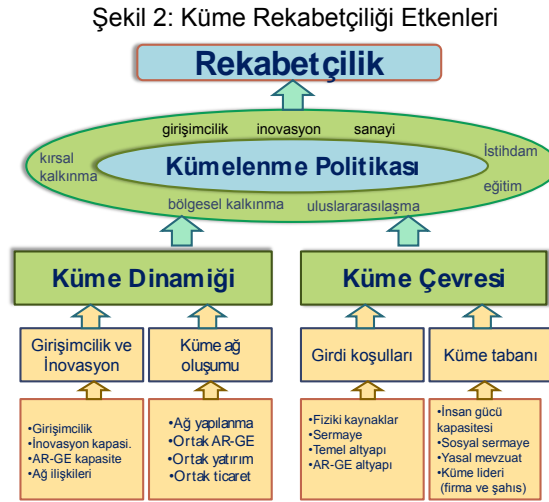 Şekil 2: Küme Rekabetçiliği Etkenleri
Rekabetçilik
girişimcilik inovasyon sanayi
kırsal
kalkınma
İstihdam
Kümelenme Politikası
eğitim
bölgesel kalkınma
uluslararasılaşma
Küme Dinamiği
Küme Çevresi
Girişimcilik ve
İnovasyon
Küme ağ
oluşumu
Girdi koşulları
Küme tabanı
•Girişimcilik
•İnovasyon kapasi.
•AR-GE kapasite
•Ağ ilişkileri
•Ağ yapılanma
•Ortak AR-GE
•Ortak yatırım
•Ortak ticaret
•Fiziki kaynaklar
•Sermaye
•Temel altyapı
•AR-GE altyapı
•İnsan gücü
kapasitesi
•Sosyal sermaye
•Yasal mevzuat
•Küme lideri
(firma ve şahıs)